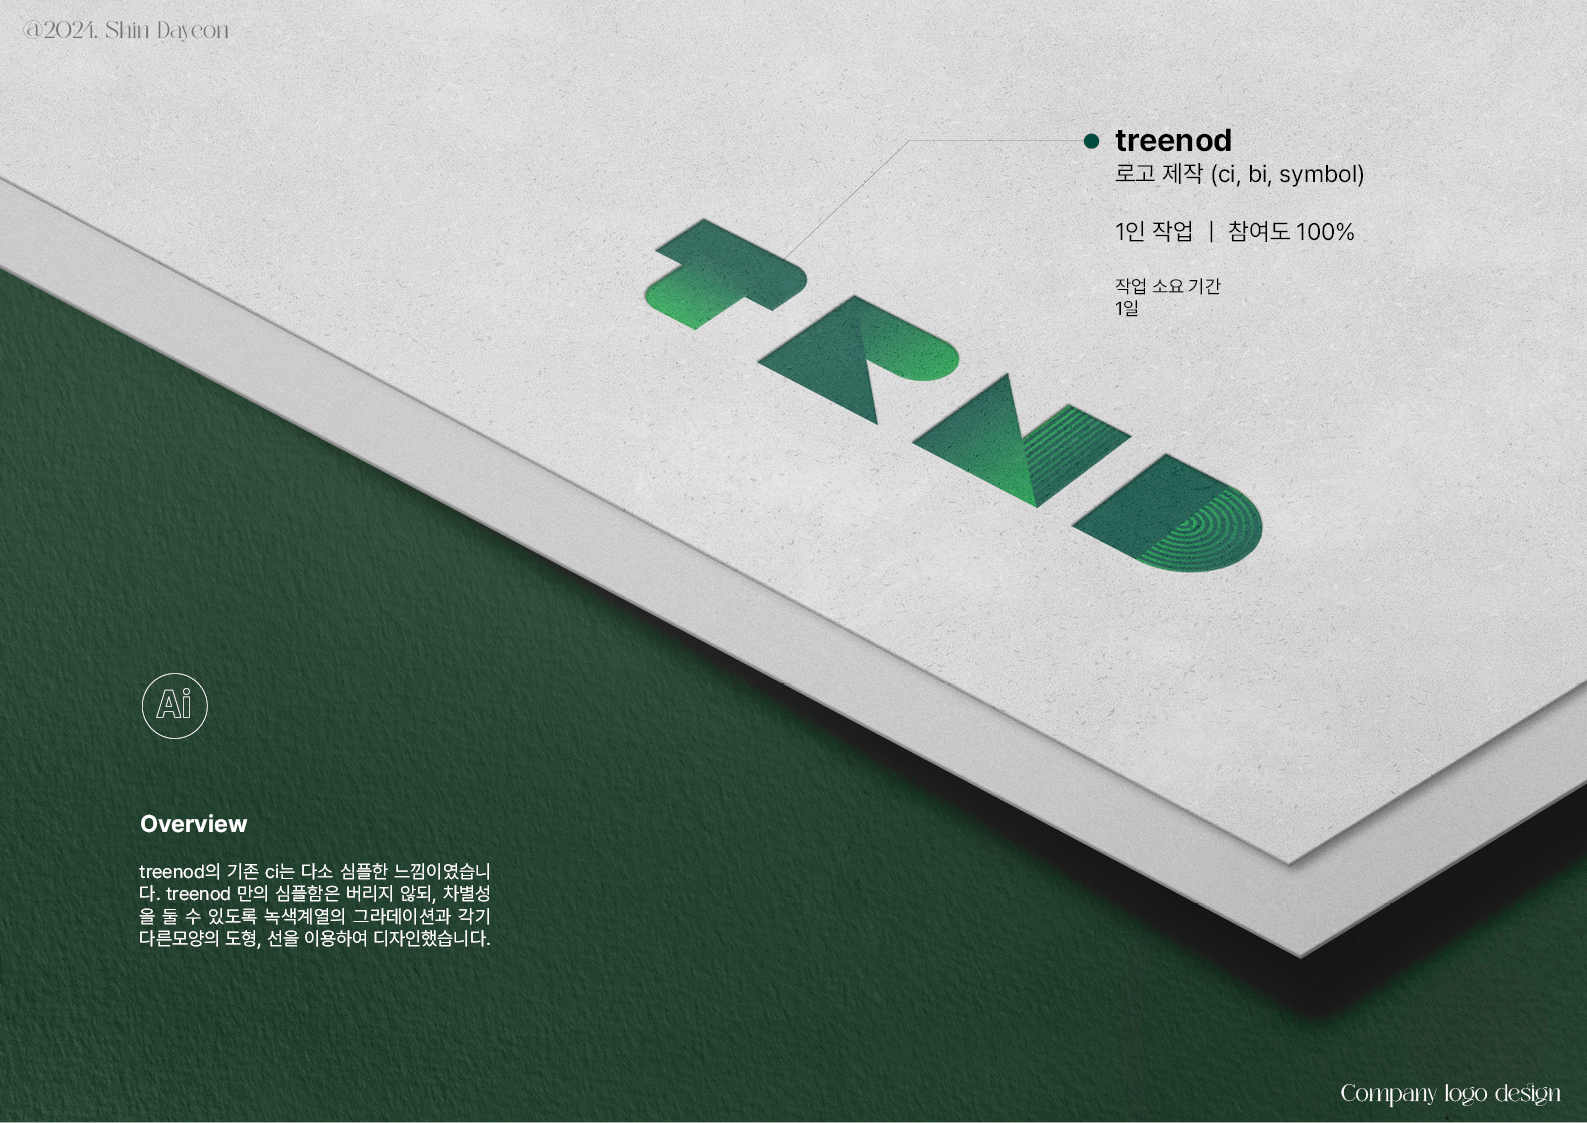 @2024. Shin Dayeon
treenod
로고 제작 (ci, bi, symbol)
1인 작업 | 참여도 100%
작업 소요 기간
1일
TRND
Ai
Overview
treenod의 기존 ci는 다소 심플한 느낌이였습니
다. treenod 만의 심플함은 버리지 않되, 차별성
을 둘 수 있도록 녹색계열의 그라데이션과 각기
다른모양의 도형, 선을 이용하여 디자인했습니다.
Company logo design